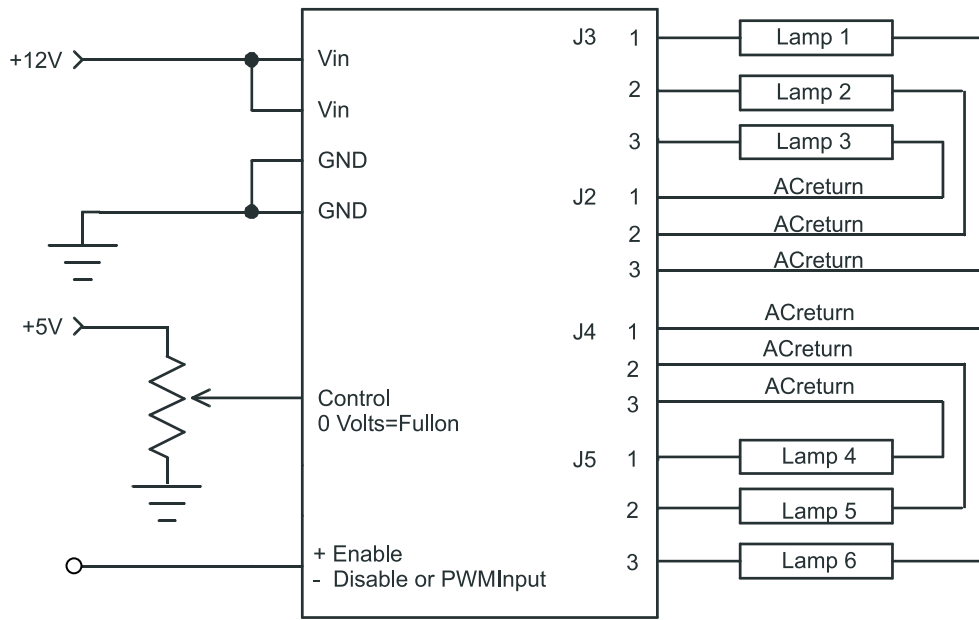 +12V
Vin
Vin
GND
GND
+5V
Control
0 Volts=Fullon
+ Enable
- Disable or PWMInput
J3 1 Lamp 1
2 Lamp 2
3 Lamp 3
J2 1 ACreturn
2 ACreturn
3 ACreturn
J4 1 ACreturn
2 ACreturn
3 ACreturn
J5 1 Lamp 4
2 Lamp 5
3 Lamp 6